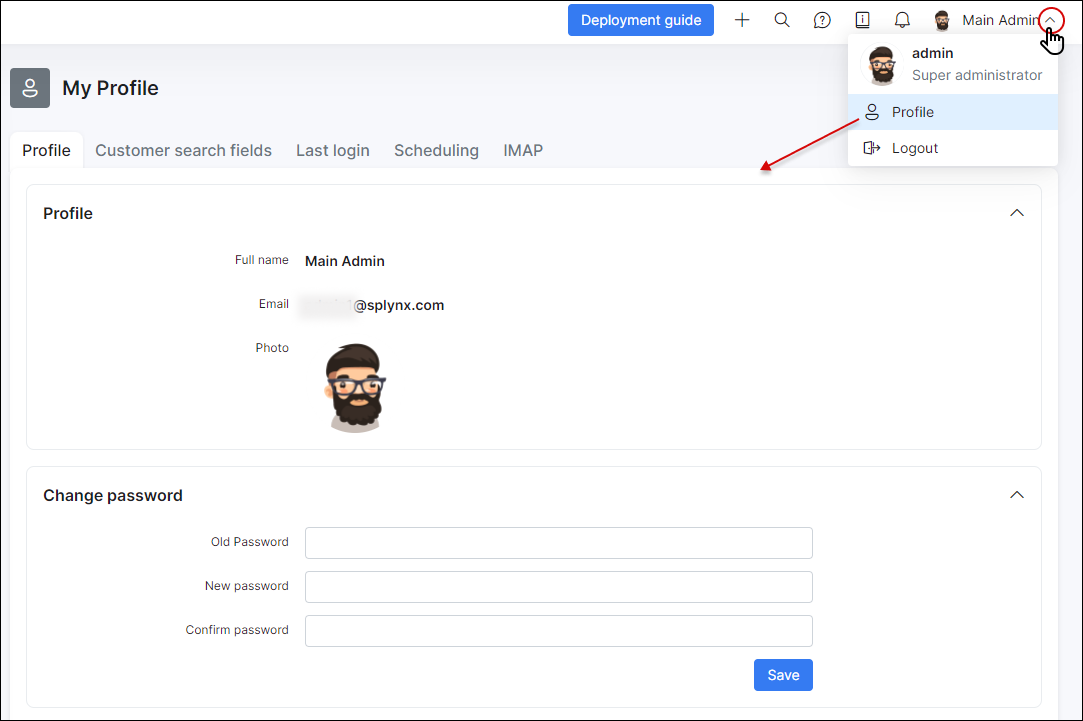 Deployment guide
Main Admin
admin
Super administrator
Profile
Logout
My Profile
Profile
Customer search fields
Last login
Scheduling
IMAP
Profile
Full name
Main Admin
Email
@splynx.com
Photo
Change password
Old Password
New password
Confirm password
Save